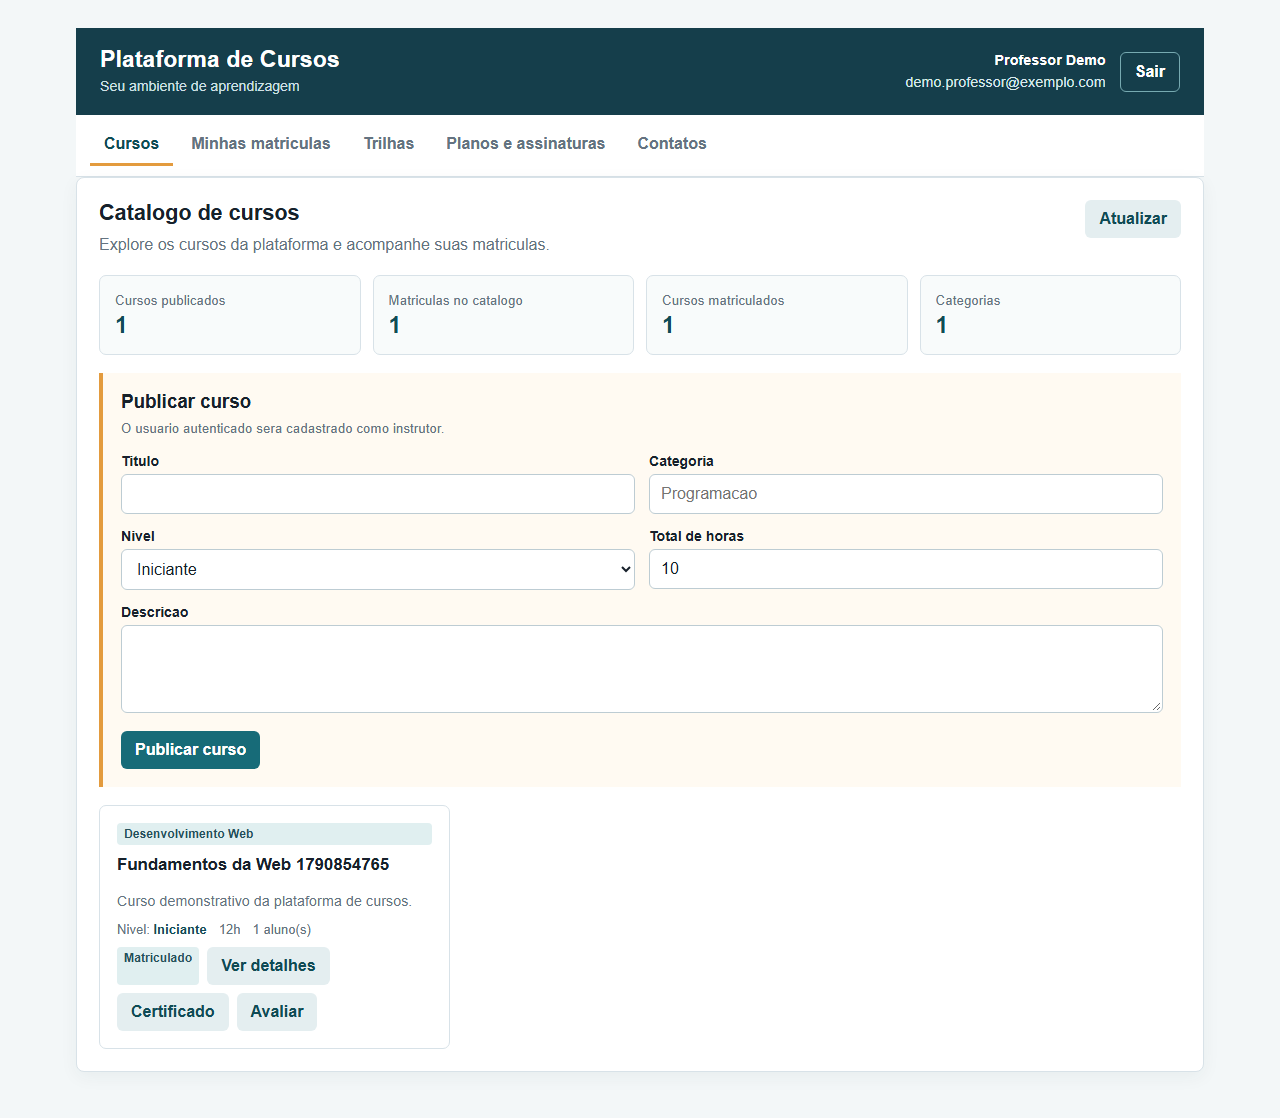 Plataforma de Cursos
Seu ambiente de aprendizagem
Professor Demo
demo.professor@exemplo.com
Sair
Cursos
Minhas matriculas
Trilhas
Planos e assinaturas
Contatos
Catalogo de cursos
Explore os cursos da plataforma e acompanhe suas matriculas.
Atualizar
Cursos publicados
1
Matriculas no catalogo
1
Cursos matriculados
1
Categorias
1
Publicar curso
O usuario autenticado sera cadastrado como instrutor.
Titulo
Categoria
Programacao
Nivel
Iniciante
Total de horas
10
Descricao
Publicar curso
Desenvolvimento Web
Fundamentos da Web 1790854765
Curso demonstrativo da plataforma de cursos.
Nivel: Iniciante 12h 1 aluno(s)
Matriculado
Ver detalhes
Certificado
Avaliar